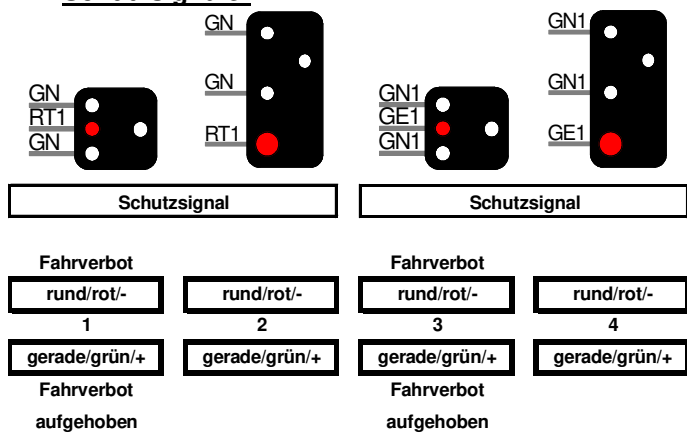 GN GN1
GN GN1
GN GN1
RT1 GE1
GN GN1
RT1 GE1
Schutzsignal Schutzsignal
Fahrverbot Fahrverbot
rund/rot/- rund/rot/- rund/rot/- rund/rot/-
1 2 3 4
gerade/grün/+ gerade/grün/+ gerade/grün/+ gerade/grün/+
Fahrverbot Fahrverbot
aufgehoben aufgehoben